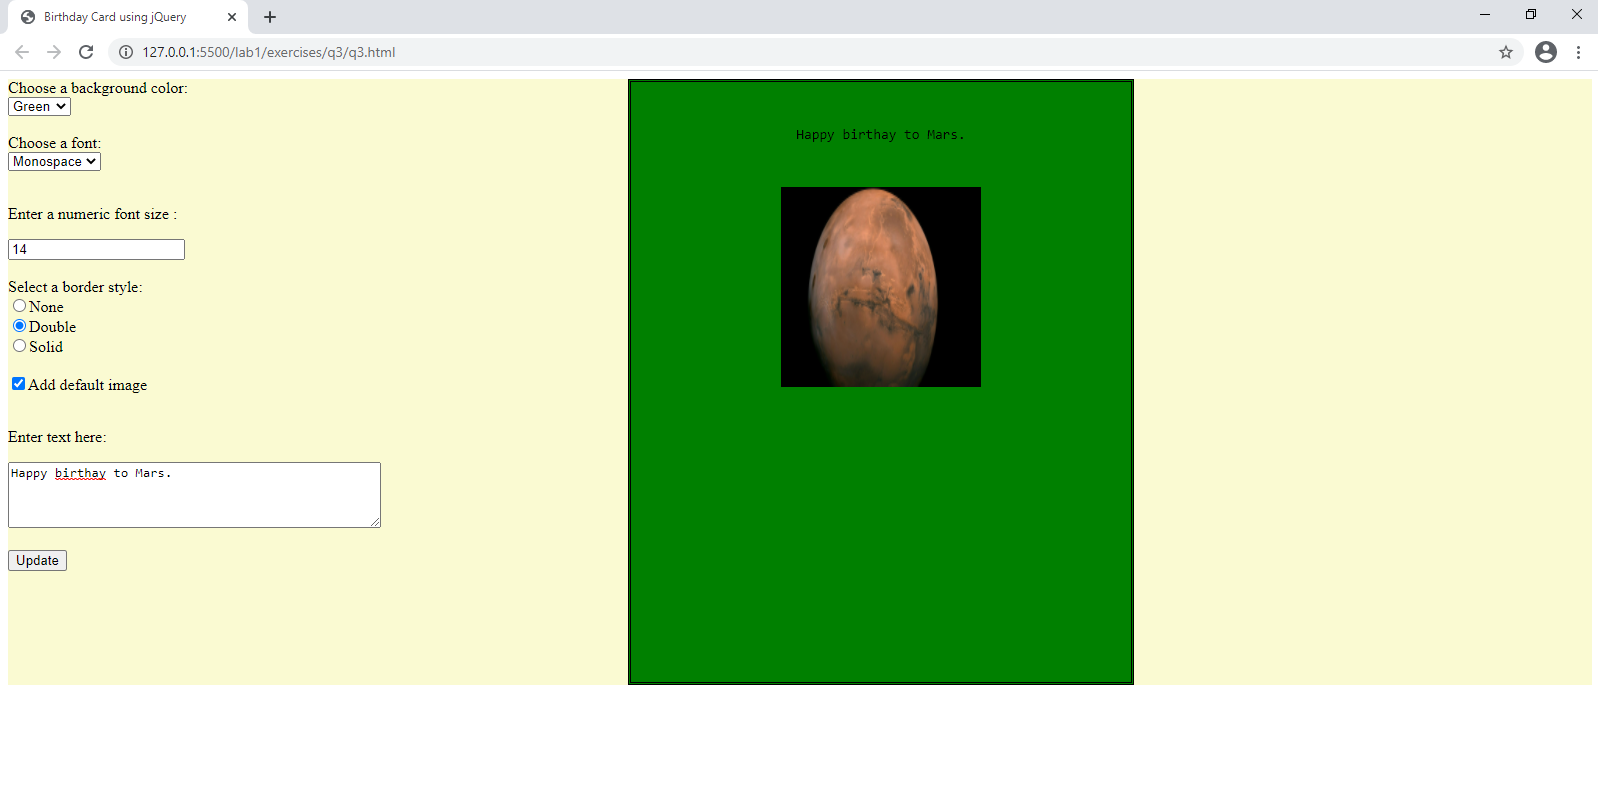 Birthday Card using jQuery
127.0.0.1:5500/lab1/exercises/q3/q3.html
Choose a background color:
Green
Choose a font:
Monospace
Enter a numeric font size :
14
Select a border style:
None
Double
Solid
Add default image
Enter text here:
Happy birthay to Mars.
Update
Happy birthay to Mars.